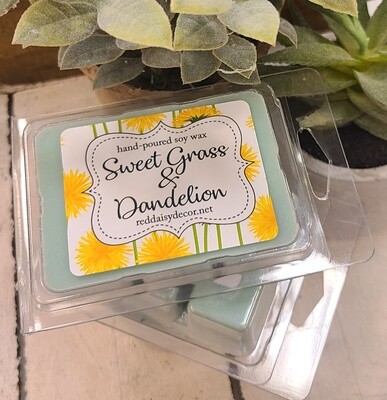 hand-poured soy wax
Sweet Grass
&
Dandelion
reddaisydecor.net